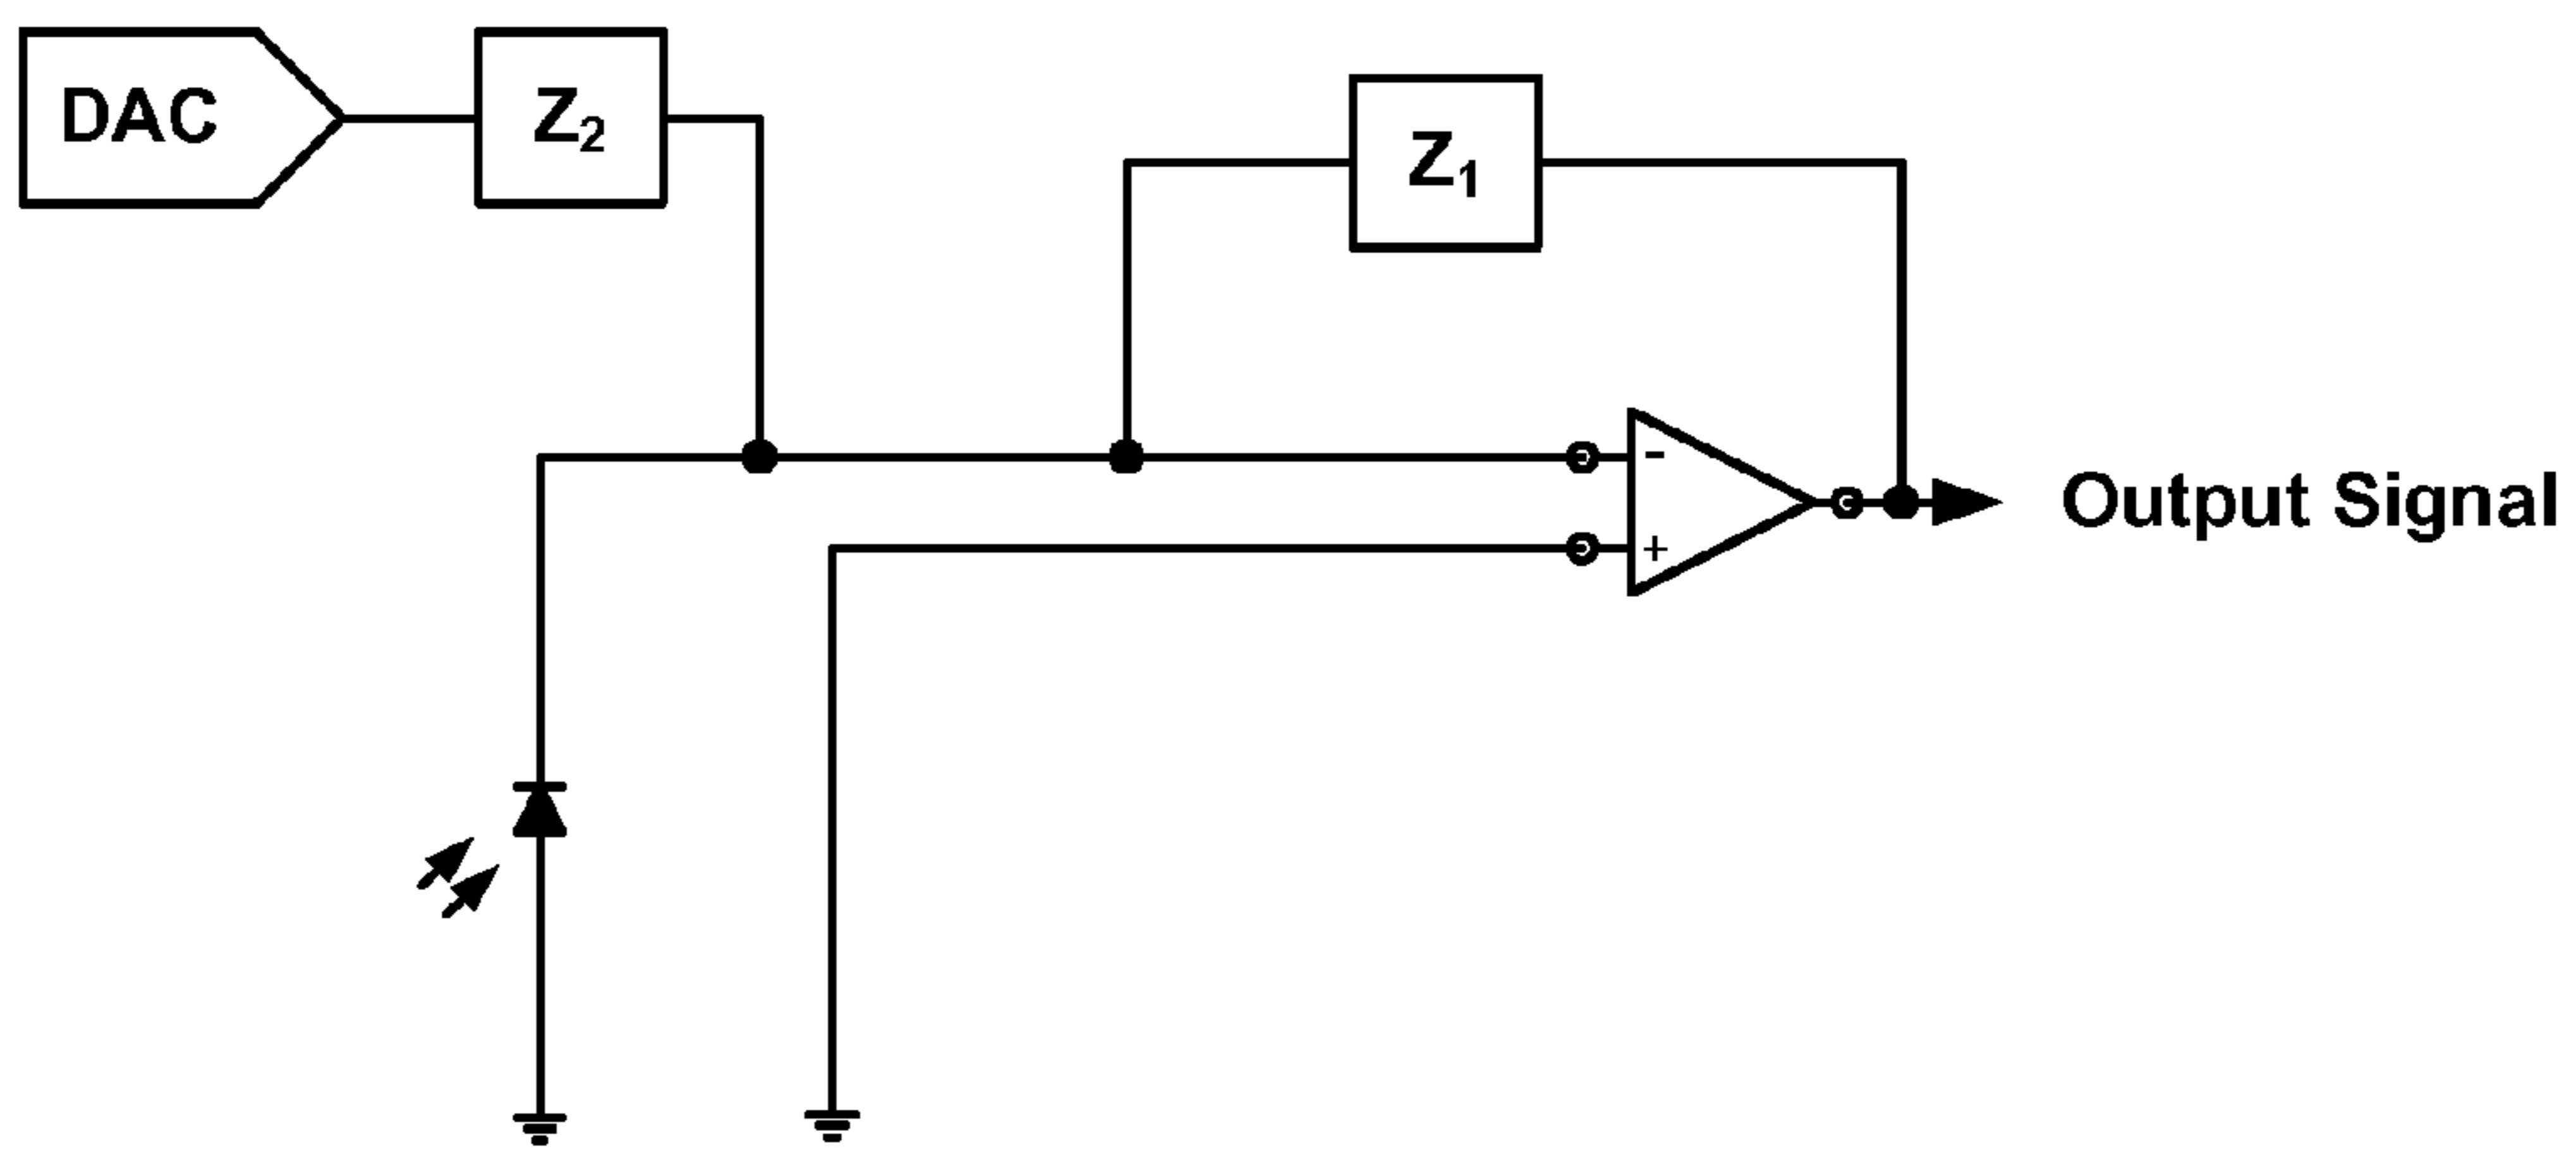 DAC
Z₂
Z₁
-
+
Output Signal